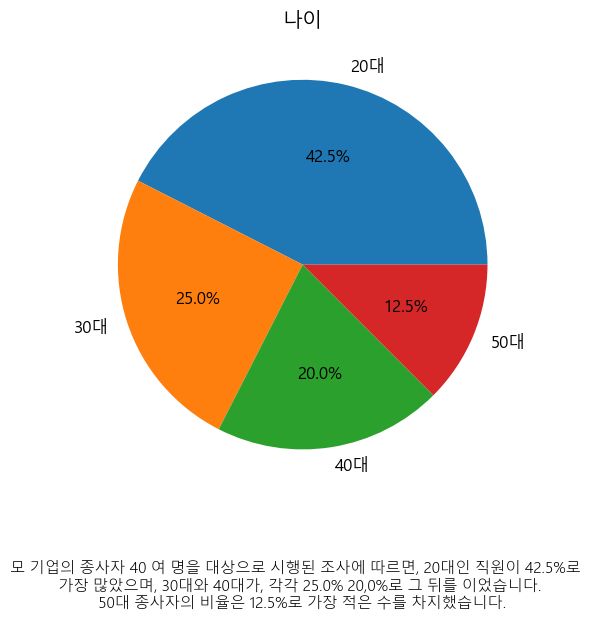 나이
20대
42.5%
25.0%
12.5%
30대
50대
20.0%
40대
모 기업의 종사자 40 여 명을 대상으로 시행된 조사에 따르면, 20대인 직원이 42.5%로
가장 많았으며, 30대와 40대가, 각각 25.0% 20,0%로 그 뒤를 이었습니다.
50대 종사자의 비율은 12.5%로 가장 적은 수를 차지했습니다.